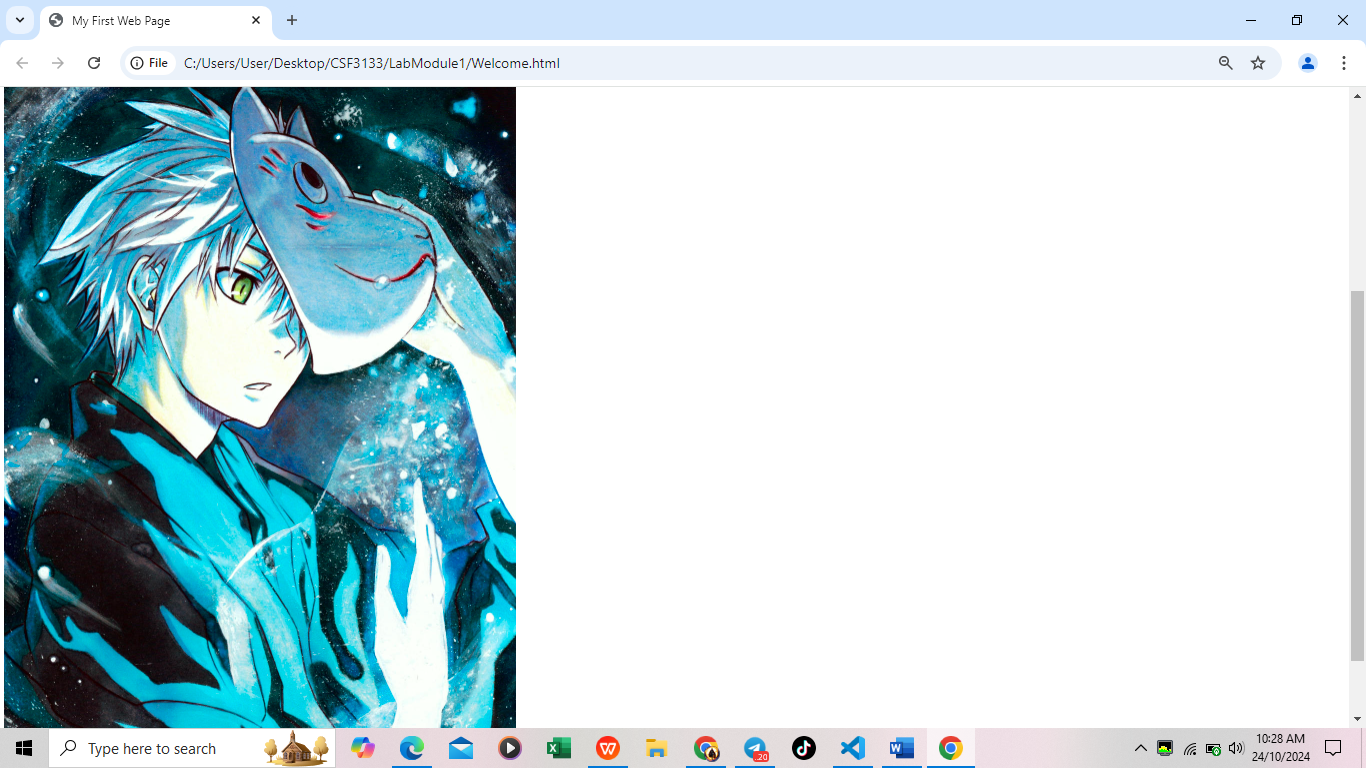 My First Web Page
File C:/Users/User/Desktop/CSF3133/LabModule1/Welcome.html
Type here to search
20
10:28 AM
24/10/2024